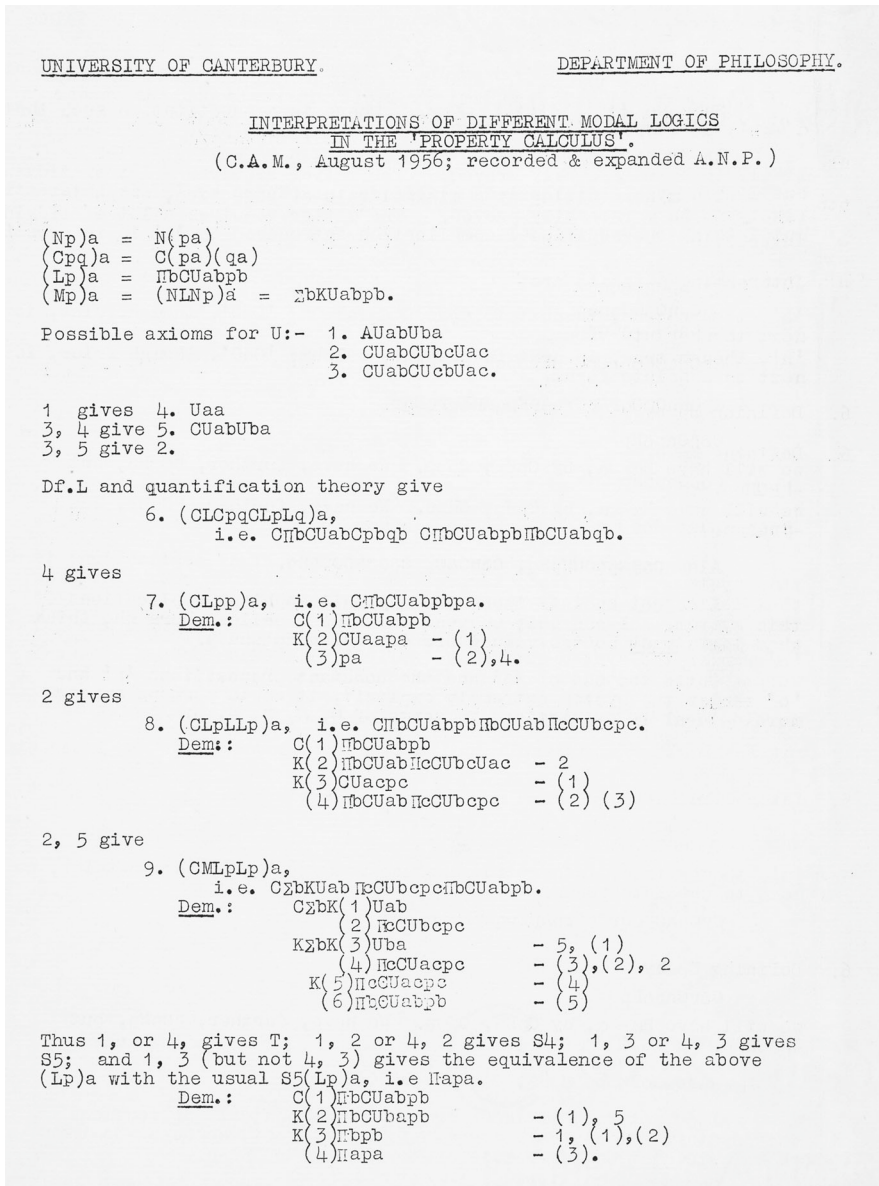 UNIVERSITY OF CANTERBURY.
DEPARTMENT OF PHILOSOPHY.
INTERPRETATIONS OF DIFFERENT MODAL LOGICS
IN THE 'PROPERTY CALCULUS'.
(C.A.M., August 1956; recorded & expanded A.N.P.)
(Np)a = N(pa)
(Cpq)a = C(pa)(qa)
(Lp)a = ΠbCUabpb
(Mp)a = (NLNp)a = ΣbKUabpb.
Possible axioms for U:- 1. AUabUba
2. CUabCUbcUac
3. CUabCUcbUac.
1 gives 4. Uaa
3, 4 give 5. CUabUba
3, 5 give 2.
Df.L and quantification theory give
6. (CLCpqCLpLq)a,
i.e. CΠbCUabCpbqb CΠbCUabpbΠbCUabqb.
4 gives
7. (CLpp)a, i.e. CΠbCUabpbpa.
Dem.: C(1)ΠbCUabpb
K(2)CUaapa - (1)
(3)pa - (2),4.
2 gives
8. (CLpLLp)a, i.e. CΠbCUabpbΠbCUabΠcCUbcpc.
Dem.: C(1)ΠbCUabpb
K(2)ΠbCUabΠcCUbcUac - 2
K(3)CUacpc - (1)
(4)ΠbCUabΠcCUbcpc - (2) (3)
2, 5 give
9. (CMLpLp)a,
i.e. CΣbKUabΠcCUbcpcΠbCUabpb.
Dem.: CΣbK(1)Uab
(2)ΠcCUbcpc
KΣbK(3)Uba - 5, (1)
(4)ΠcCUacpc - (3),(2), 2
K(5)ΠcCUacpc - (4)
(6)ΠbCUabpb - (5)
Thus 1, or 4, gives T; 1, 2 or 4, 2 gives S4; 1, 3 or 4, 3 gives
S5; and 1, 3 (but not 4, 3) gives the equivalence of the above
(Lp)a with the usual S5(Lp)a, i.e Πapa.
Dem.: C(1)ΠbCUabpb
K(2)ΠbCUbapb - (1), 5
K(3)Πbpb - 1, (1),(2)
(4)Πapa - (3).